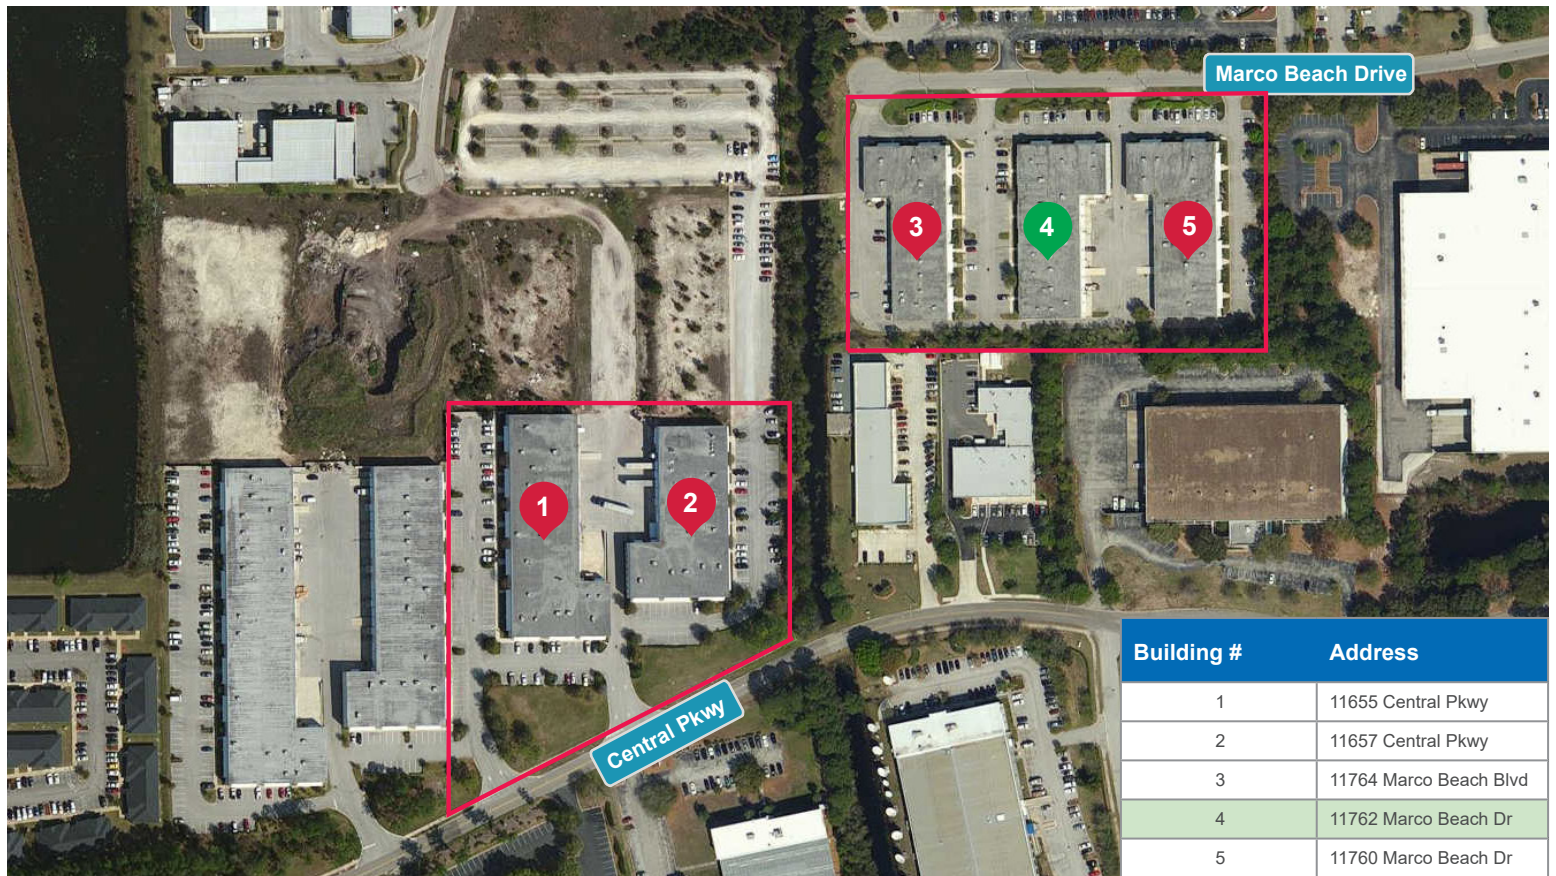 Marco Beach Drive
3
4
5
1
2
Central Pkwy
Building # Address
1 11655 Central Pkwy
2 11657 Central Pkwy
3 11764 Marco Beach Blvd
4 11762 Marco Beach Dr
5 11760 Marco Beach Dr